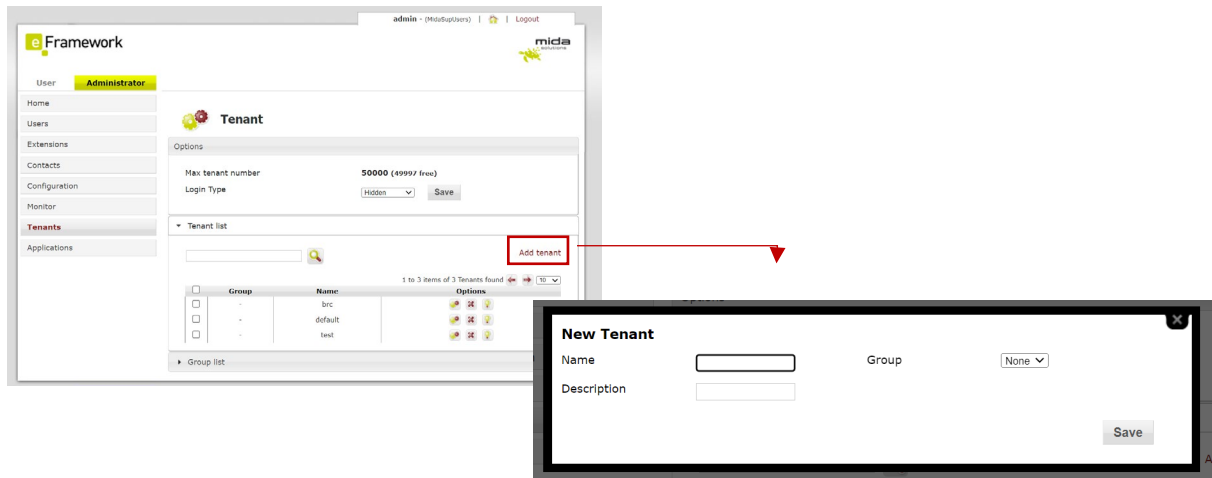 admin - (MidaSupUsers) | | Logout
eFramework
mida
solutions
User Administrator
Home
Users
Extensions
Contacts
Configuration
Monitor
Tenants
Applications
Tenant
Options
Max tenant number 50000 (49997 free)
Login Type Hidden Save
Tenant list
Add tenant
1 to 3 items of 3 Tenants found 10
Group Name Options
- brc
- default
- test
Group list
New Tenant
Name Group None
Description
Save
A